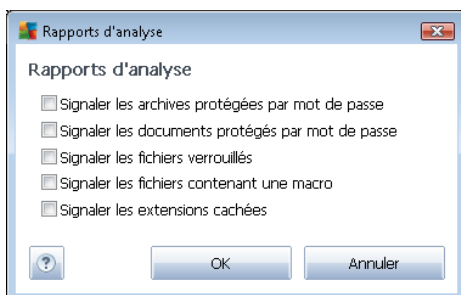 Rapports d'analyse
Rapports d'analyse
Signaler les archives protégées par mot de passe
Signaler les documents protégés par mot de passe
Signaler les fichiers verrouillés
Signaler les fichiers contenant une macro
Signaler les extensions cachées
?
OK
Annuler